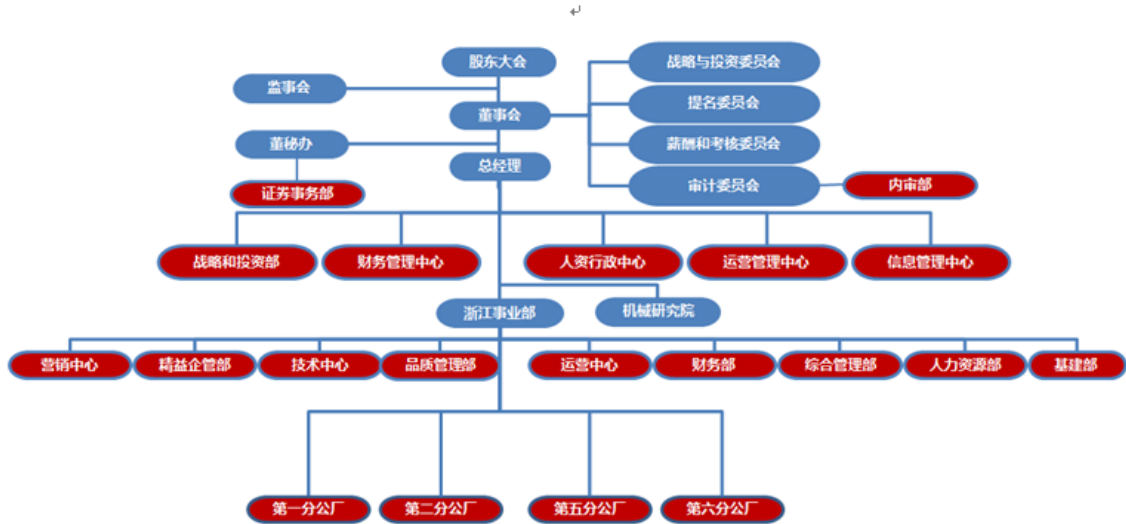 股东大会
战略与投资委员会
监事会
提名委员会
董事会
董秘办
薪酬和考核委员会
总经理
证券事务部
审计委员会
内审部
战略和投资部
财务管理中心
人资行政中心
运营管理中心
信息管理中心
浙江事业部
机械研究院
营销中心
精益企管部
技术中心
品质管理部
运营中心
财务部
综合管理部
人力资源部
基建部
第一分公厂
第二分公厂
第五分公厂
第六分公厂